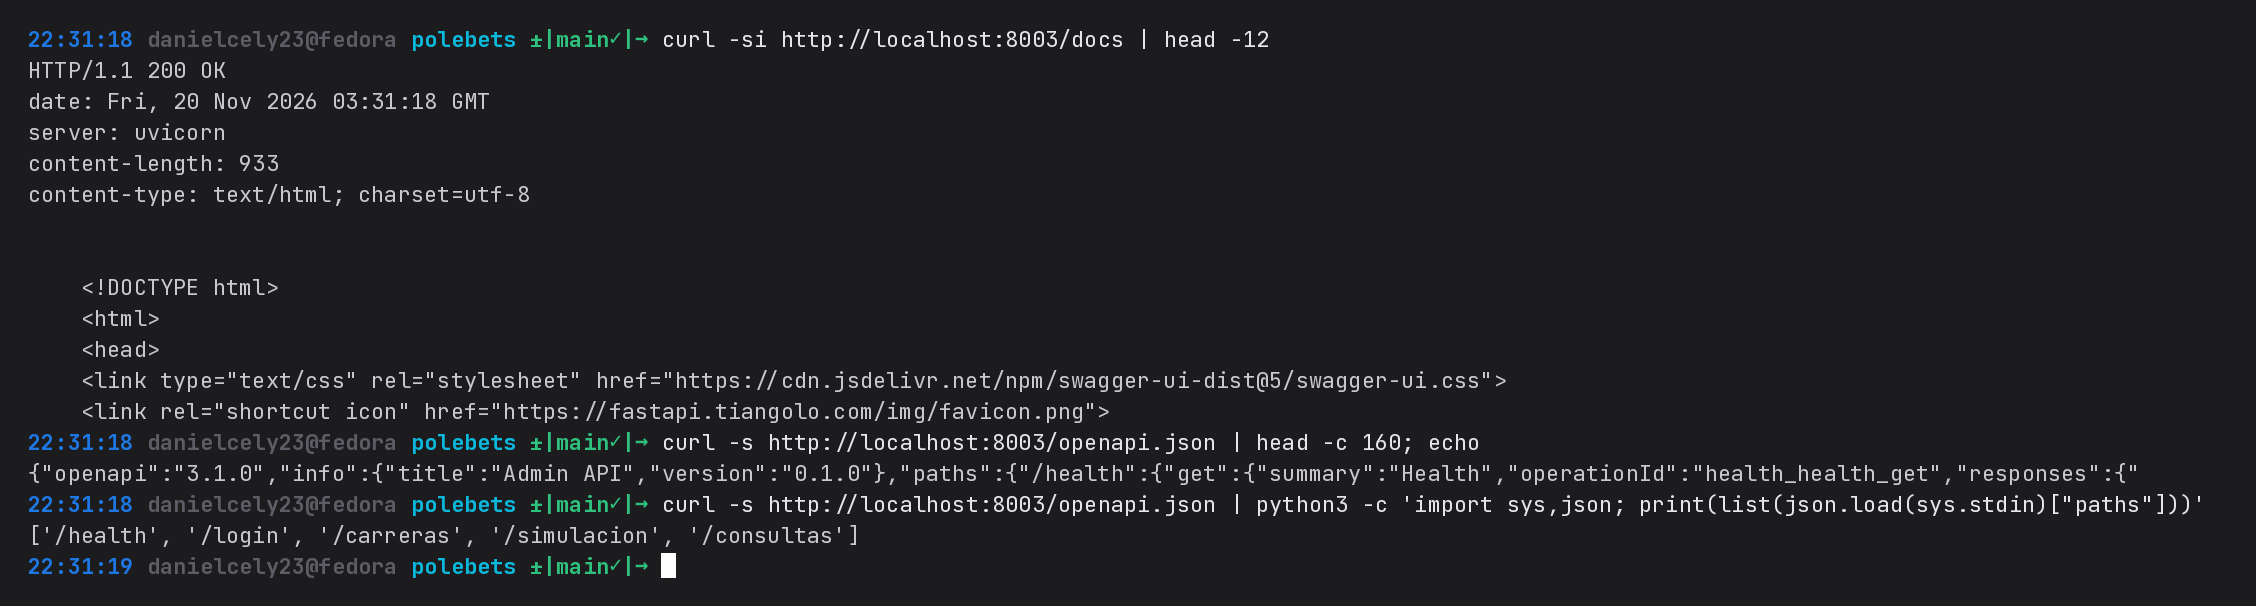 22:31:18 danielcely23@fedora polebets ±|main✓|→ curl -si http://localhost:8003/docs | head -12
HTTP/1.1 200 OK
date: Fri, 20 Nov 2026 03:31:18 GMT
server: uvicorn
content-length: 933
content-type: text/html; charset=utf-8
<!DOCTYPE html>
<html>
<head>
<link type="text/css" rel="stylesheet" href="https://cdn.jsdelivr.net/npm/swagger-ui-dist@5/swagger-ui.css">
<link rel="shortcut icon" href="https://fastapi.tiangolo.com/img/favicon.png">
22:31:18 danielcely23@fedora polebets ±|main✓|→ curl -s http://localhost:8003/openapi.json | head -c 160; echo
{"openapi":"3.1.0","info":{"title":"Admin API","version":"0.1.0"},"paths":{"/health":{"get":{"summary":"Health","operationId":"health_health_get","responses":{"
22:31:18 danielcely23@fedora polebets ±|main✓|→ curl -s http://localhost:8003/openapi.json | python3 -c 'import sys,json; print(list(json.load(sys.stdin)["paths"]))'
['/health', '/login', '/carreras', '/simulacion', '/consultas']
22:31:19 danielcely23@fedora polebets ±|main✓|→